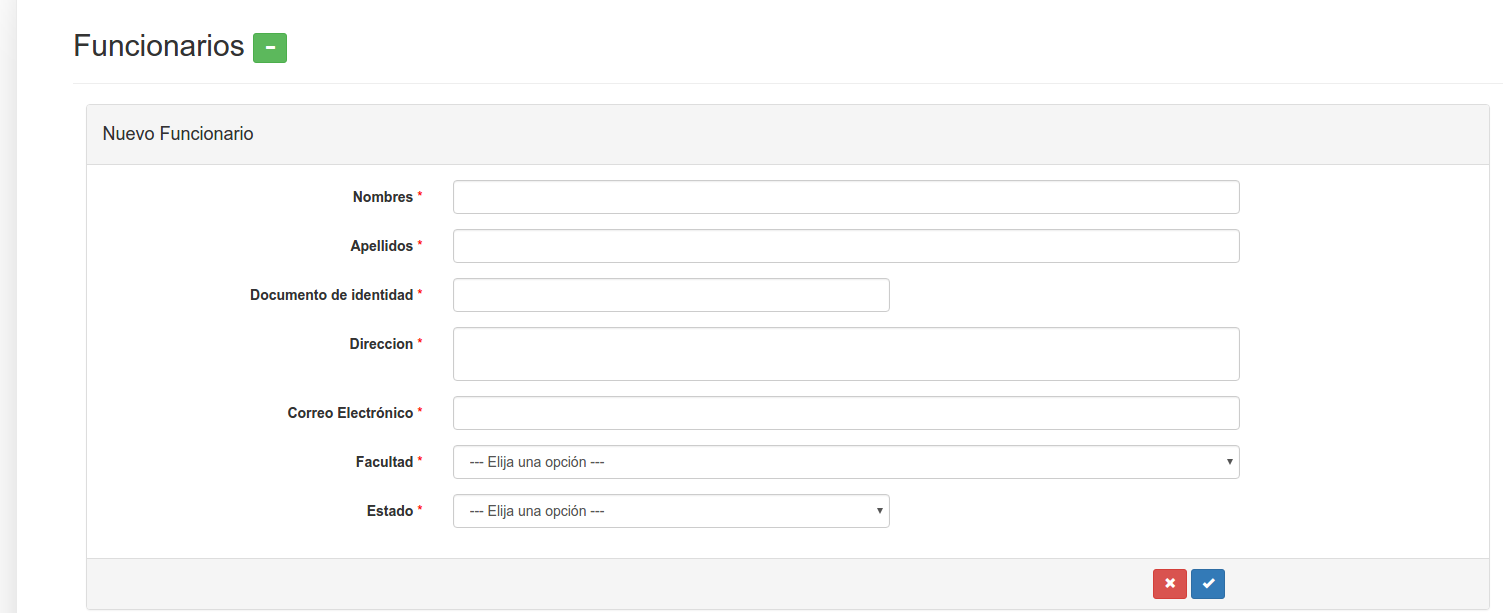 Funcionarios
Nuevo Funcionario
Nombres *
Apellidos *
Documento de identidad *
Direccion *
Correo Electrónico *
Facultad * --- Elija una opción ---
Estado * --- Elija una opción ---